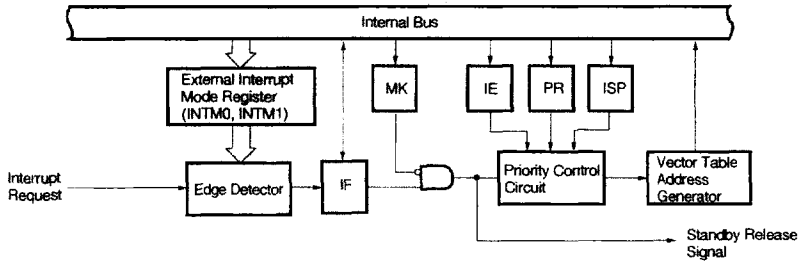 Internal Bus
External Interrupt
Mode Register
(INTM0, INTM1)
MK
IE
PR
ISP
Interrupt
Request
Edge Detector
IF
Priority Control
Circuit
Vector Table
Address
Generator
Standby Release
Signal